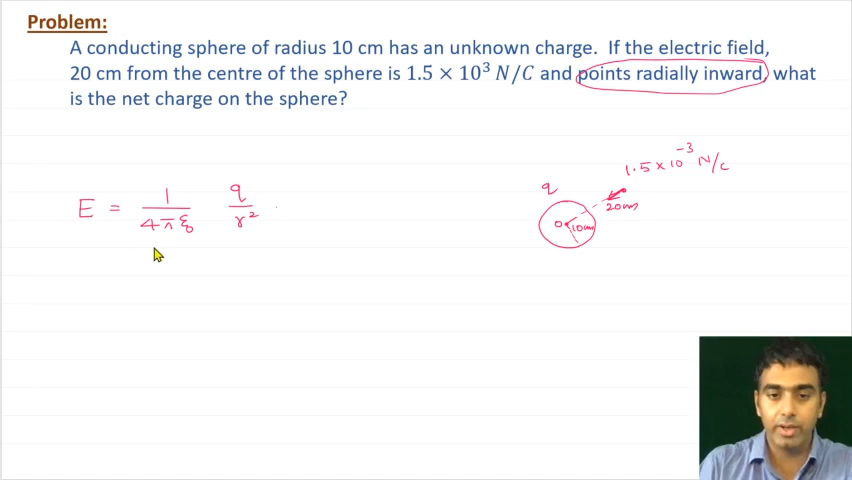 Problem:
A conducting sphere of radius 10 cm has an unknown charge. If the electric field,
20 cm from the centre of the sphere is 1.5 × 10³ N/C and points radially inward, what
is the net charge on the sphere?
1.5 × 10⁻³ N/C
q
20cm
O 10cm
E = 1/4πε₀ q/r²